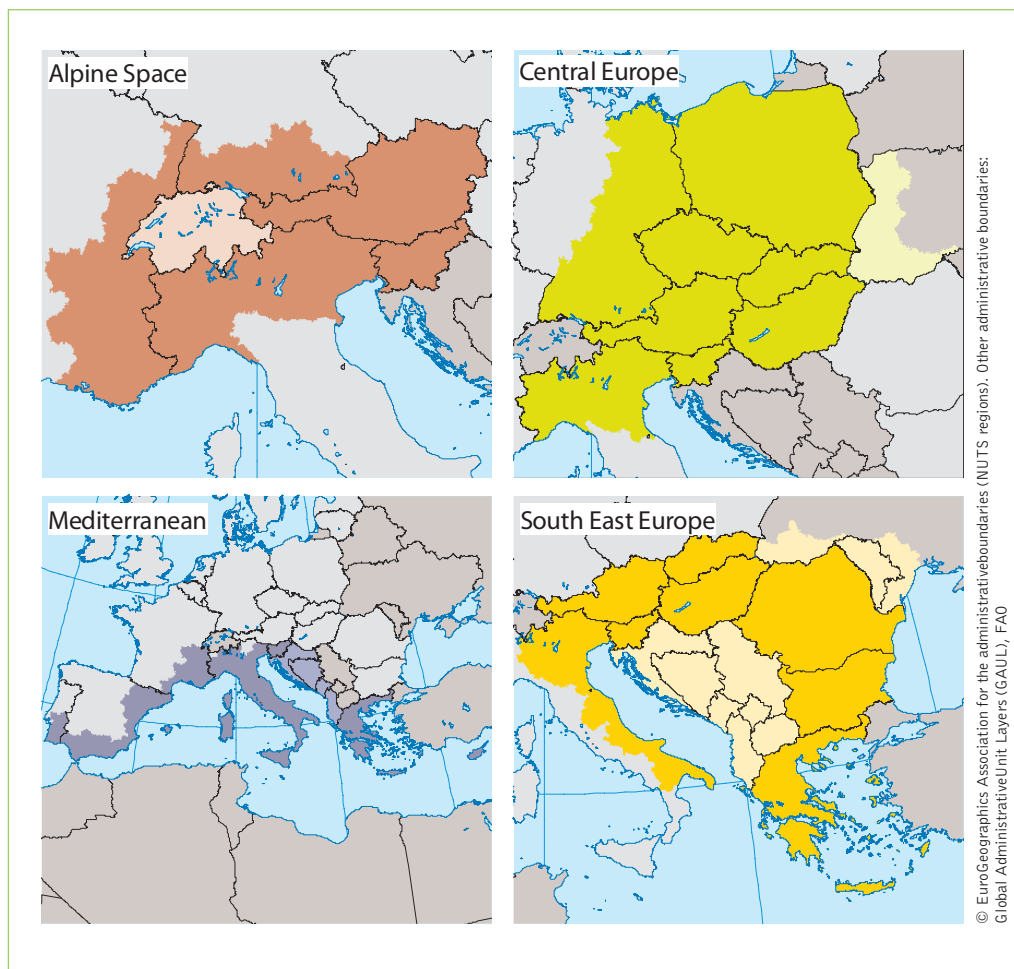 Alpine Space
Central Europe
Mediterranean
South East Europe
© EuroGeographics Association for the administrativeboundaries (NUTS regions). Other administrative boundaries:
Global AdministrativeUnit Layers (GAUL), FAO